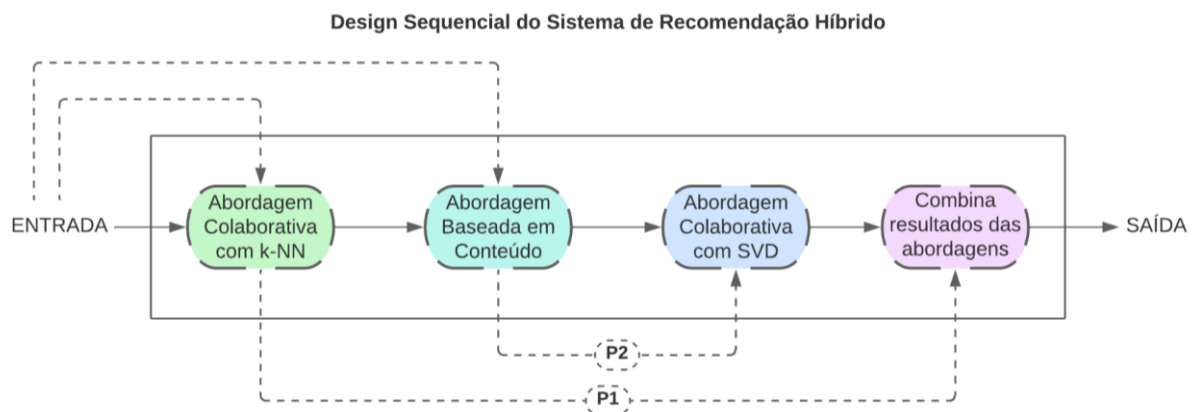 Design Sequencial do Sistema de Recomendação Híbrido
ENTRADA
Abordagem
Colaborativa
com k-NN
Abordagem
Baseada em
Conteúdo
Abordagem
Colaborativa
com SVD
Combina
resultados das
abordagens
SAÍDA
P2
P1